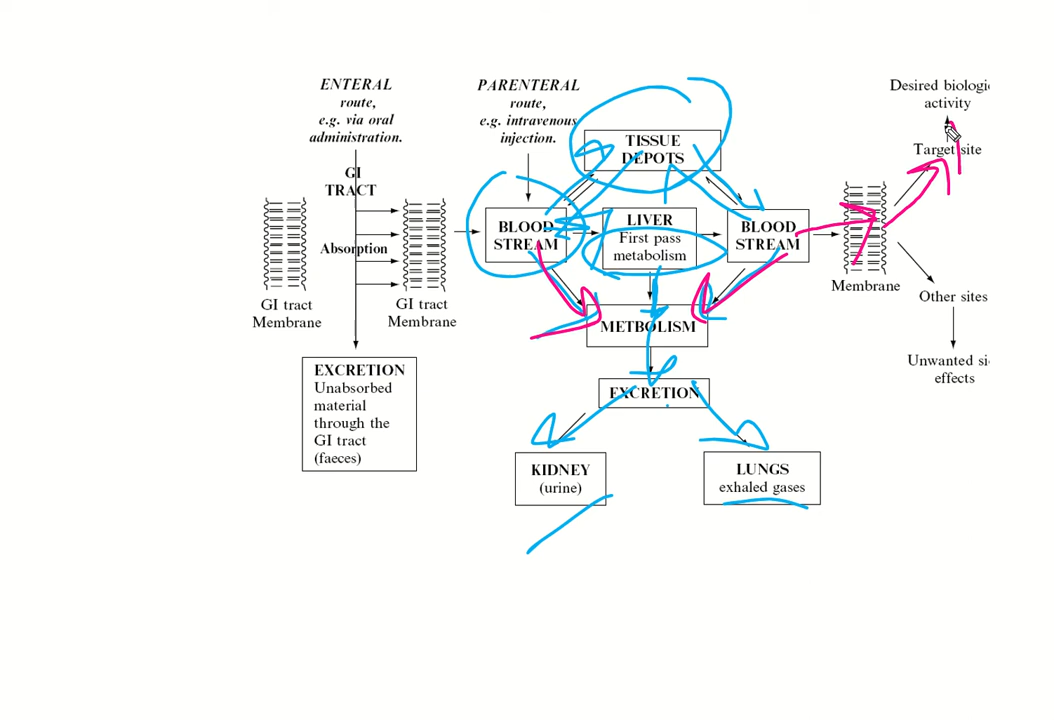 ENTERAL
route,
e.g. via oral
administration.
PARENTERAL
route,
e.g. intravenous
injection.
TISSUE
DEPOTS
Desired biologi
activity
Target site
GI
TRACT
Absorption
GI tract
Membrane
GI tract
Membrane
BLOOD
STREAM
LIVER
First pass
metabolism
BLOOD
STREAM
Membrane
Other sites
Unwanted si
effects
METBOLISM
EXCRETION
Unabsorbed
material
through the
GI tract
(faeces)
EXCRETION
KIDNEY
(urine)
LUNGS
exhaled gases